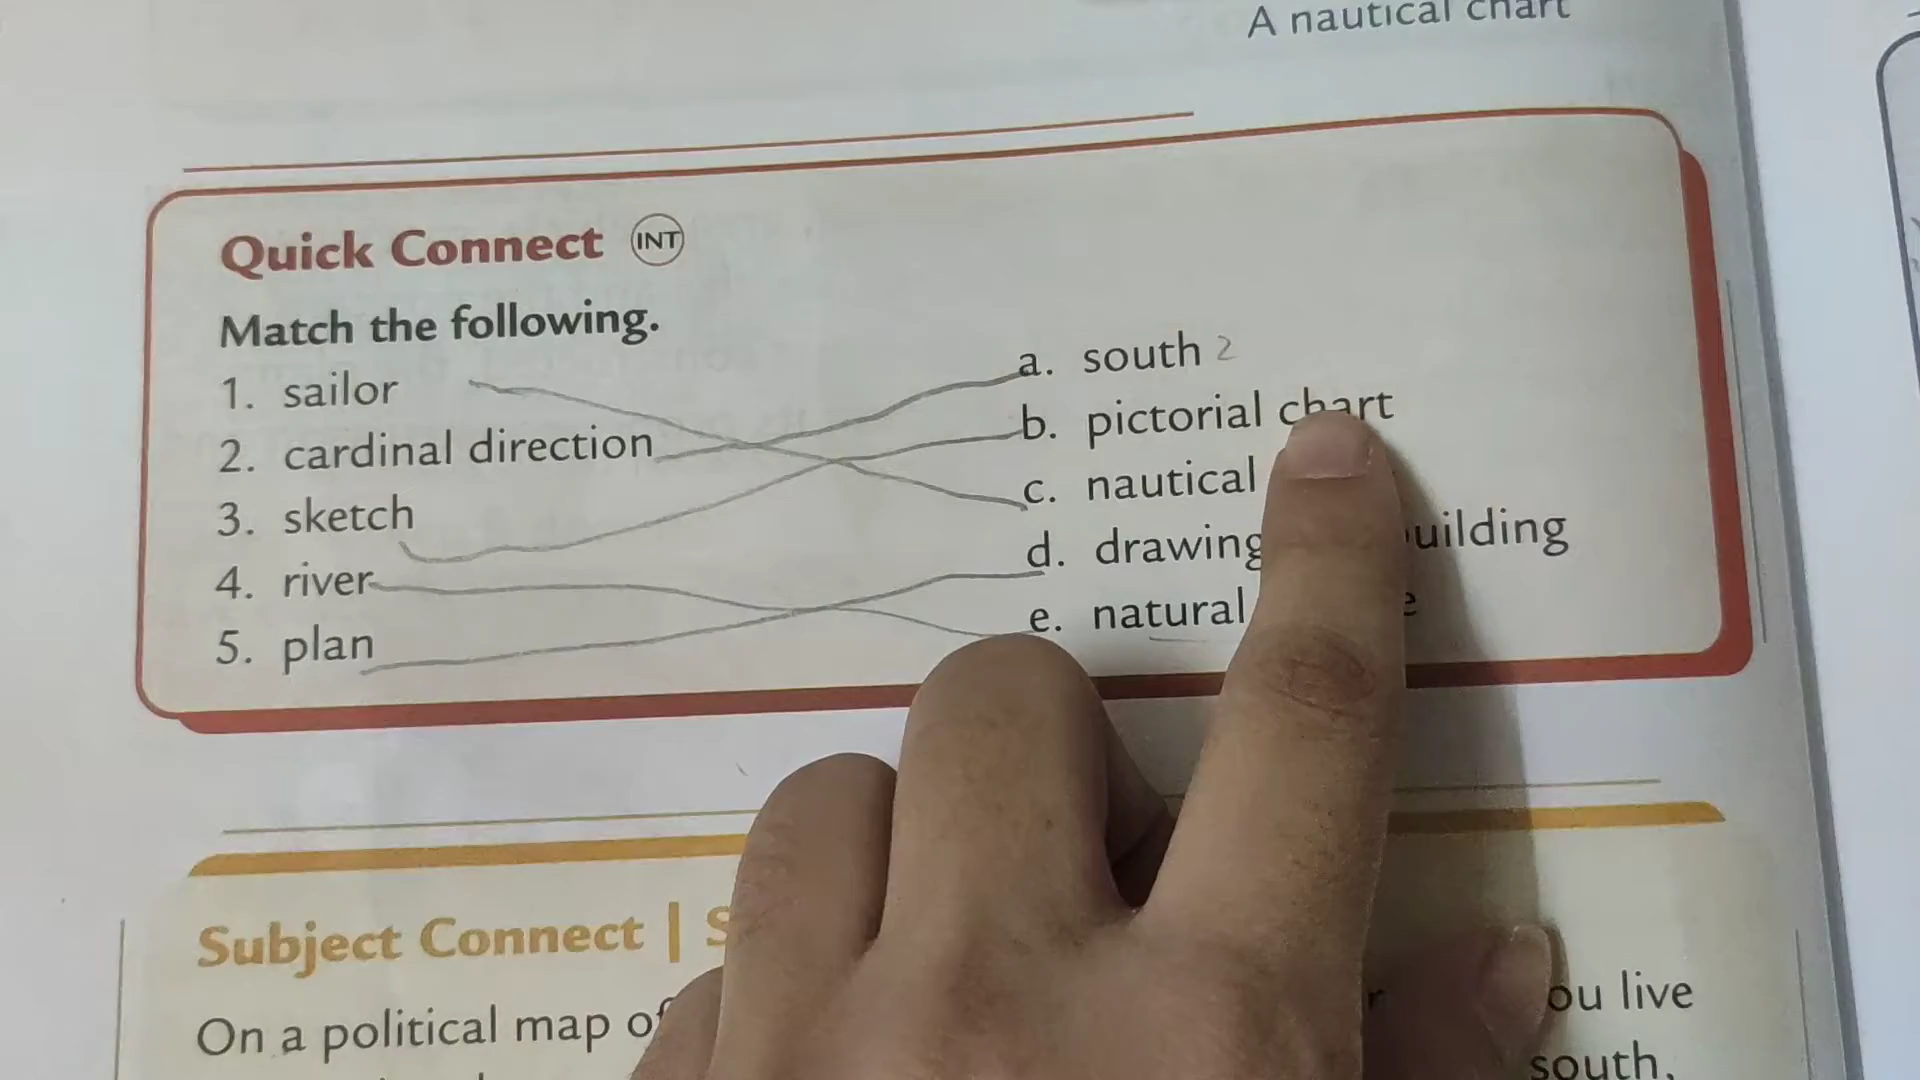 A nautical chart
Quick Connect INT
Match the following.
1. sailor
2. cardinal direction
3. sketch
4. river
5. plan
a. south 2
b. pictorial chart
c. nautical
d. drawing building
e. natural
Subject Connect |
On a political map of
ou live
south,